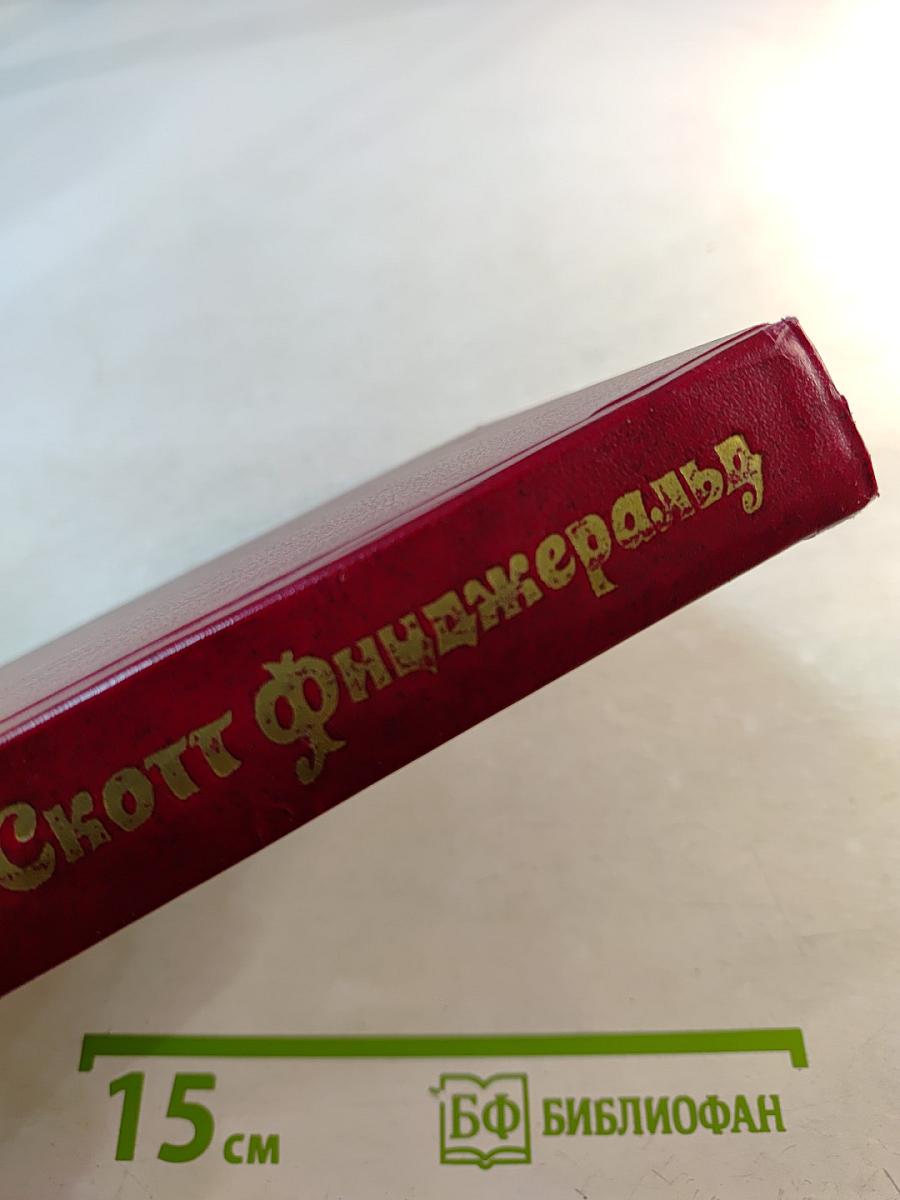 Скотт Фицджеральд
15 см
БФ БИБЛИОФАН